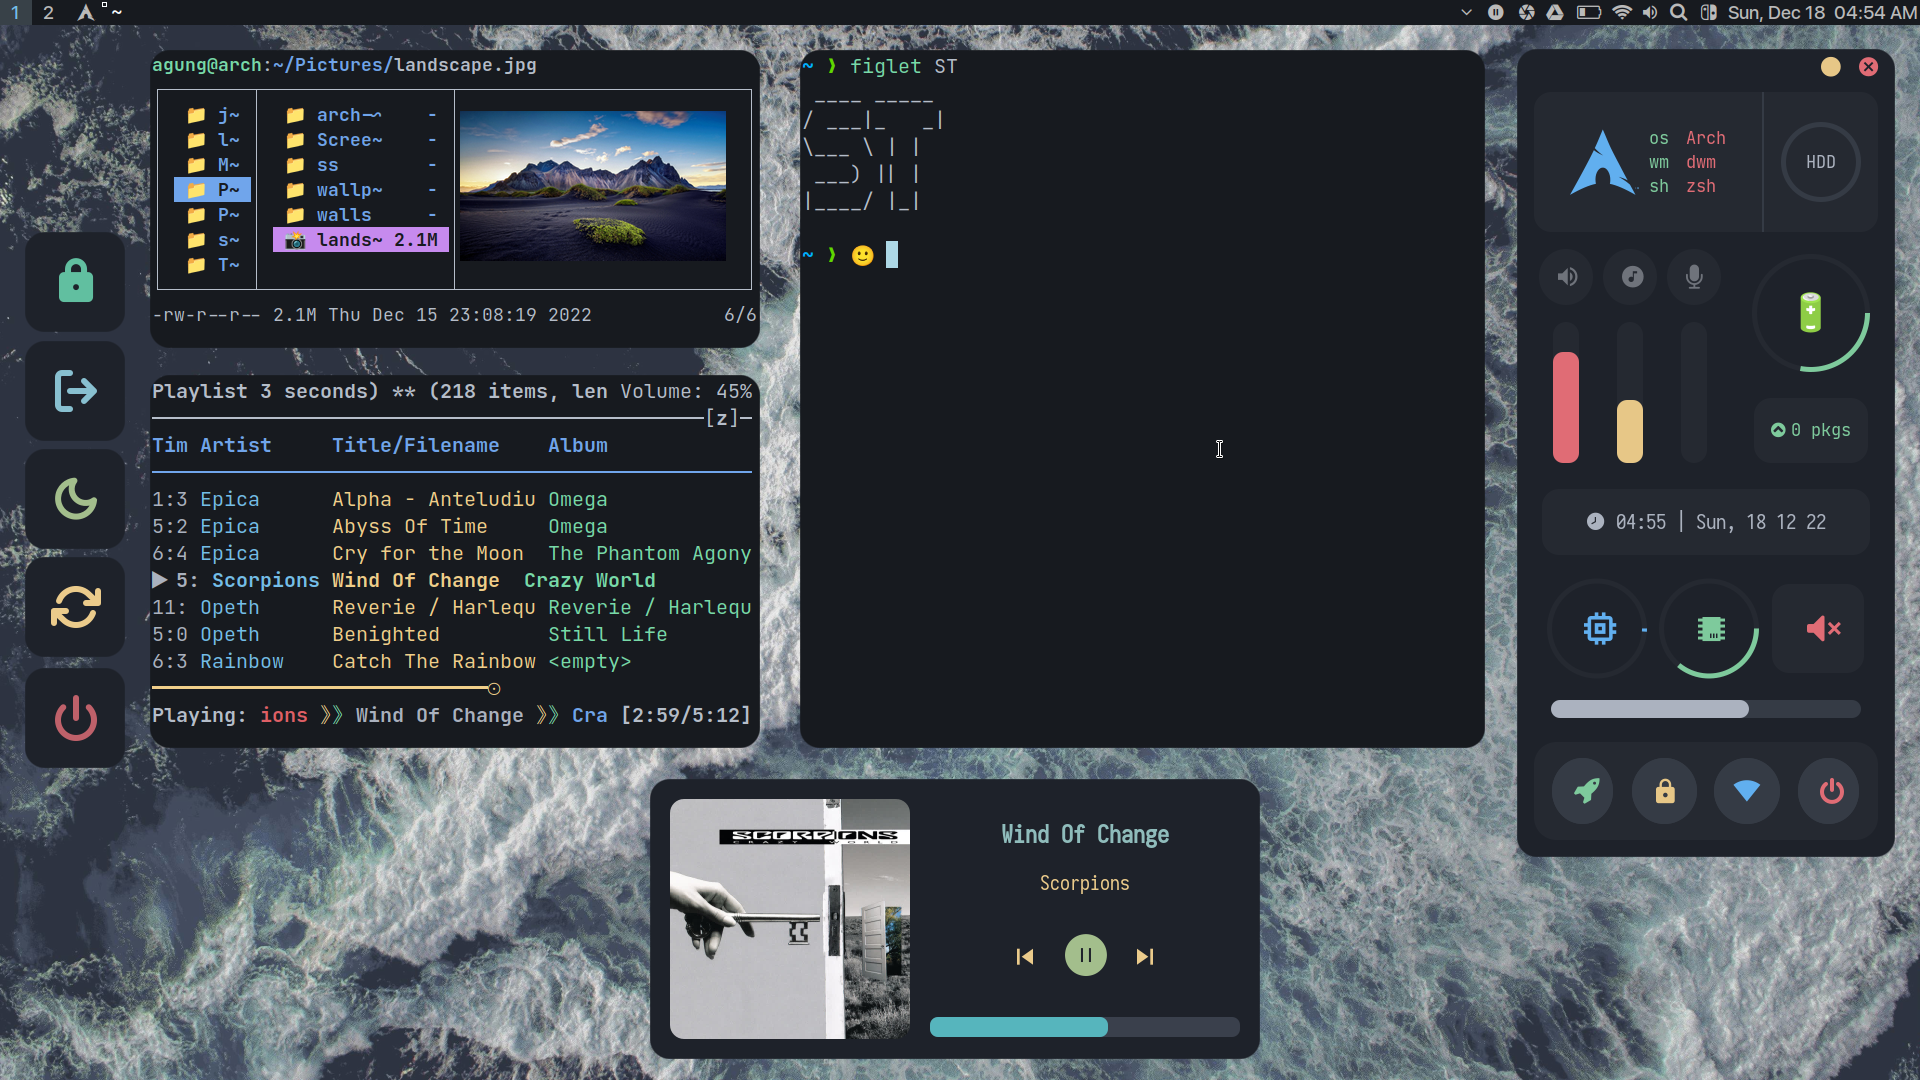 1 2 ~ Sun, Dec 18 04:54 AM
agung@arch:~/Pictures/landscape.jpg
j~ arch-~ -
l~ Scree~ -
M~ ss -
P~ wallp~ -
P~ walls -
s~ lands~ 2.1M
T~
-rw-r--r-- 2.1M Thu Dec 15 23:08:19 2022 6/6
Playlist 3 seconds) ** (218 items, len Volume: 45%
[z]
Tim Artist Title/Filename Album
1:3 Epica Alpha - Anteludiu Omega
5:2 Epica Abyss Of Time Omega
6:4 Epica Cry for the Moon The Phantom Agony
5: Scorpions Wind Of Change Crazy World
11: Opeth Reverie / Harlequ Reverie / Harlequ
5:0 Opeth Benighted Still Life
6:3 Rainbow Catch The Rainbow <empty>
Playing: ions 》》 Wind Of Change 》》 Cra [2:59/5:12]
~ ❯ figlet ST
 ____ _____
/ ___|_   _|
\___ \ | |
 ___) || |
|____/ |_|
~ ❯ 🙂
os Arch
wm dwm
sh zsh
HDD
0 pkgs
04:55 | Sun, 18 12 22
SCORPIONS
CRAZY WORLD
Wind Of Change
Scorpions